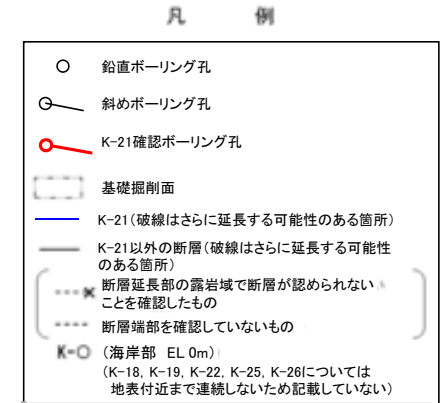 凡 例
鉛直ボーリング孔
斜めボーリング孔
K-21確認ボーリング孔
基礎掘削面
K-21(破線はさらに延長する可能性のある箇所)
K-21以外の断層(破線はさらに延長する可能性
のある箇所)
断層延長部の露岩域で断層が認められない
ことを確認したもの
断層端部を確認していないもの
K-○ (海岸部 EL 0m)
(K-18, K-19, K-22, K-25, K-26については
地表付近まで連続しないため記載していない)